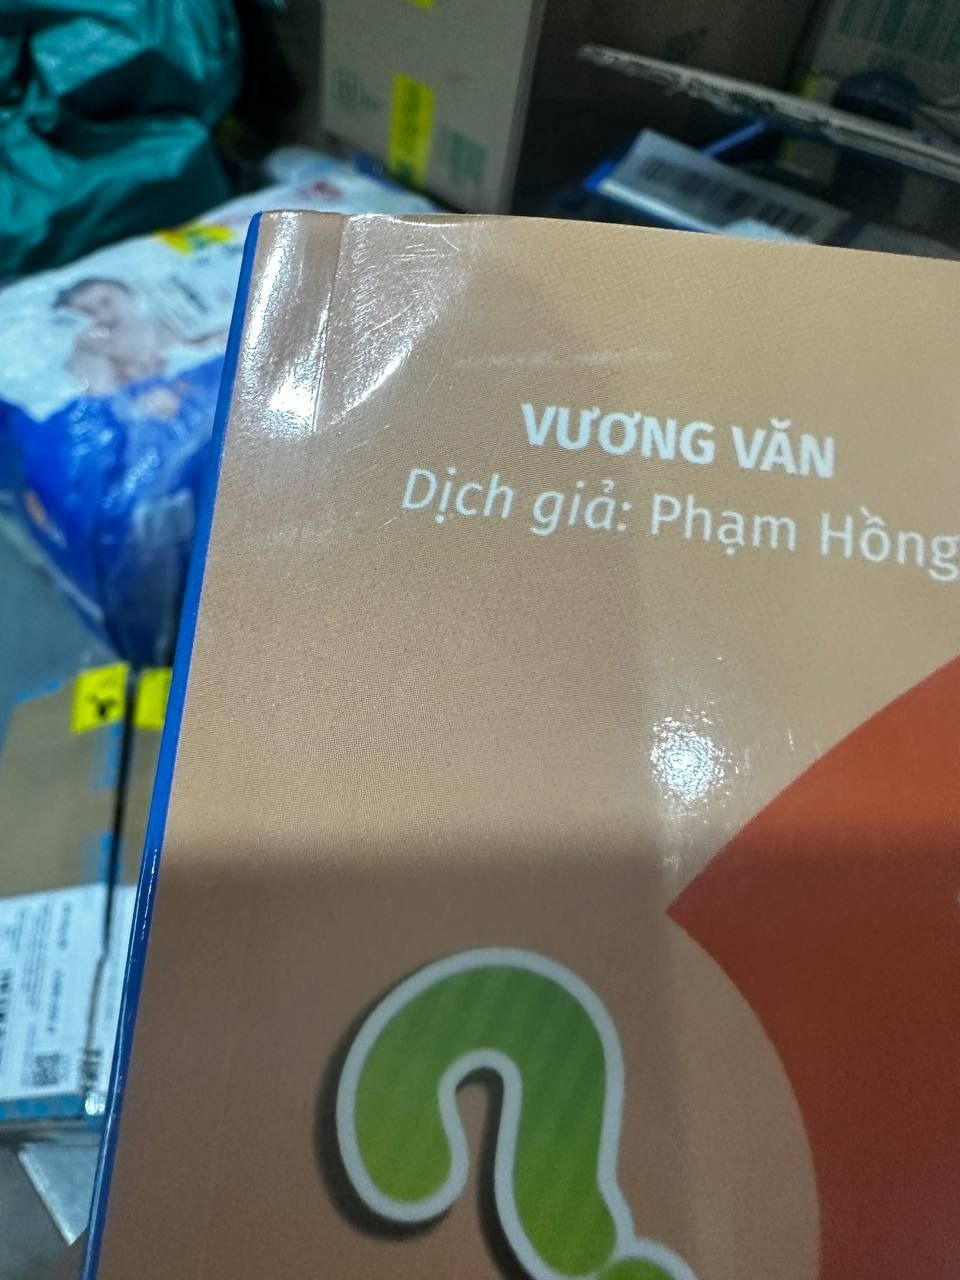 VƯƠNG VĂN
Dịch giả: Phạm Hồng